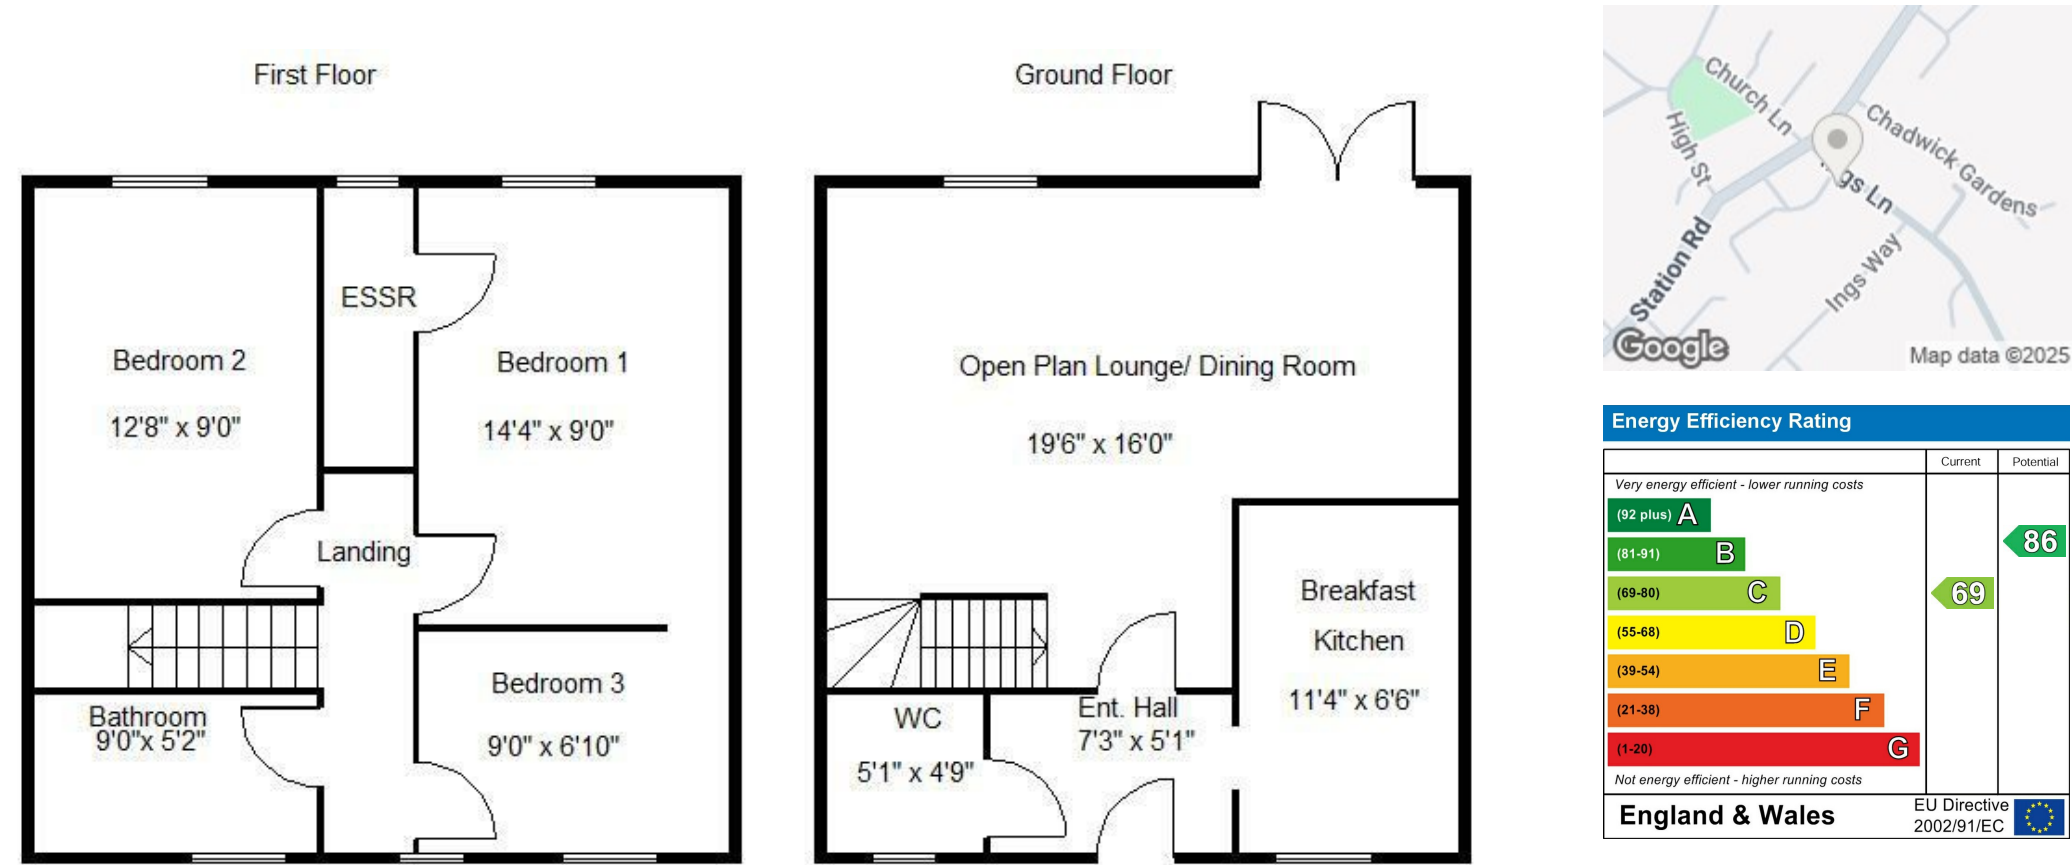 First Floor
Bedroom 2
12'8" x 9'0"
ESSR
Bedroom 1
14'4" x 9'0"
Landing
Bathroom
9'0"x 5'2"
Bedroom 3
9'0" x 6'10"
Ground Floor
Open Plan Lounge/ Dining Room
19'6" x 16'0"
Breakfast
Kitchen
11'4" x 6'6"
WC
5'1" x 4'9"
Ent. Hall
7'3" x 5'1"
Church Ln
High St
Chadwick Gardens
Ln
Ings Way
Station Rd
Google
Map data ©2025
Energy Efficiency Rating
Current Potential
Very energy efficient - lower running costs
(92 plus) A
(81-91) B
(69-80) C
(55-68) D
(39-54) E
(21-38) F
(1-20) G
69
86
Not energy efficient - higher running costs
England & Wales
EU Directive
2002/91/EC